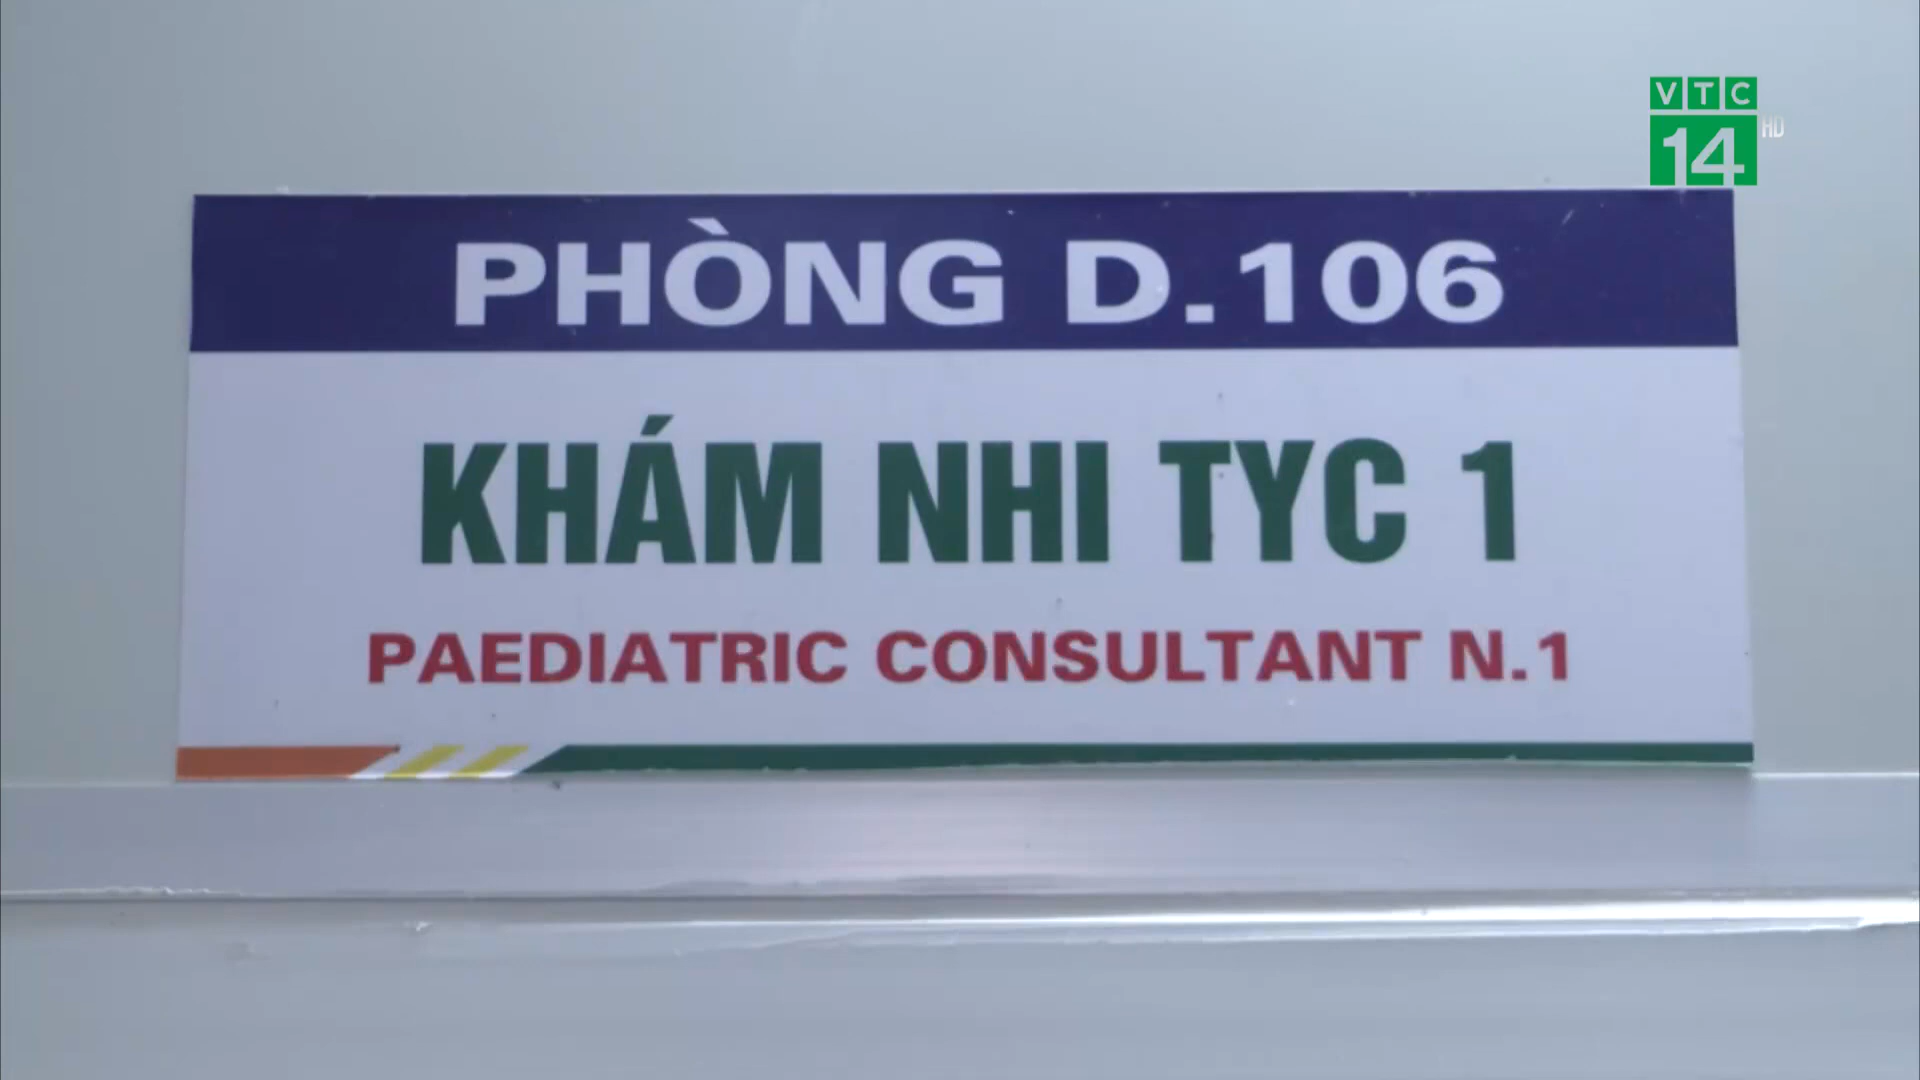 VTC
14 HD
PHÒNG D.106
KHÁM NHI TYC 1
PAEDIATRIC CONSULTANT N.1